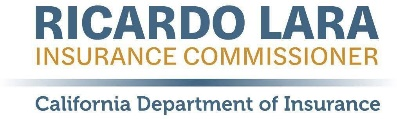 RICARDO LARA
INSURANCE COMMISSIONER
California Department of Insurance